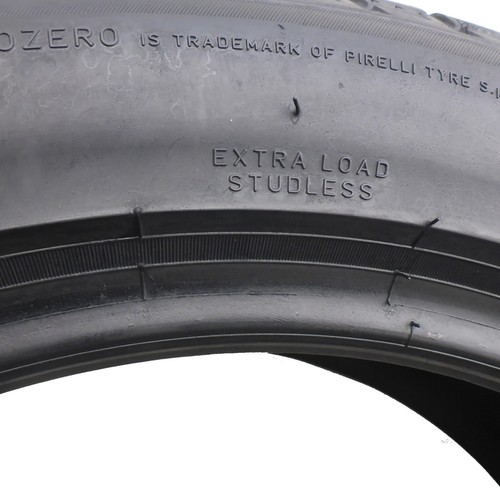 OZERO IS TRADEMARK OF PIRELLI TYRE S.
EXTRA LOAD
STUDLESS